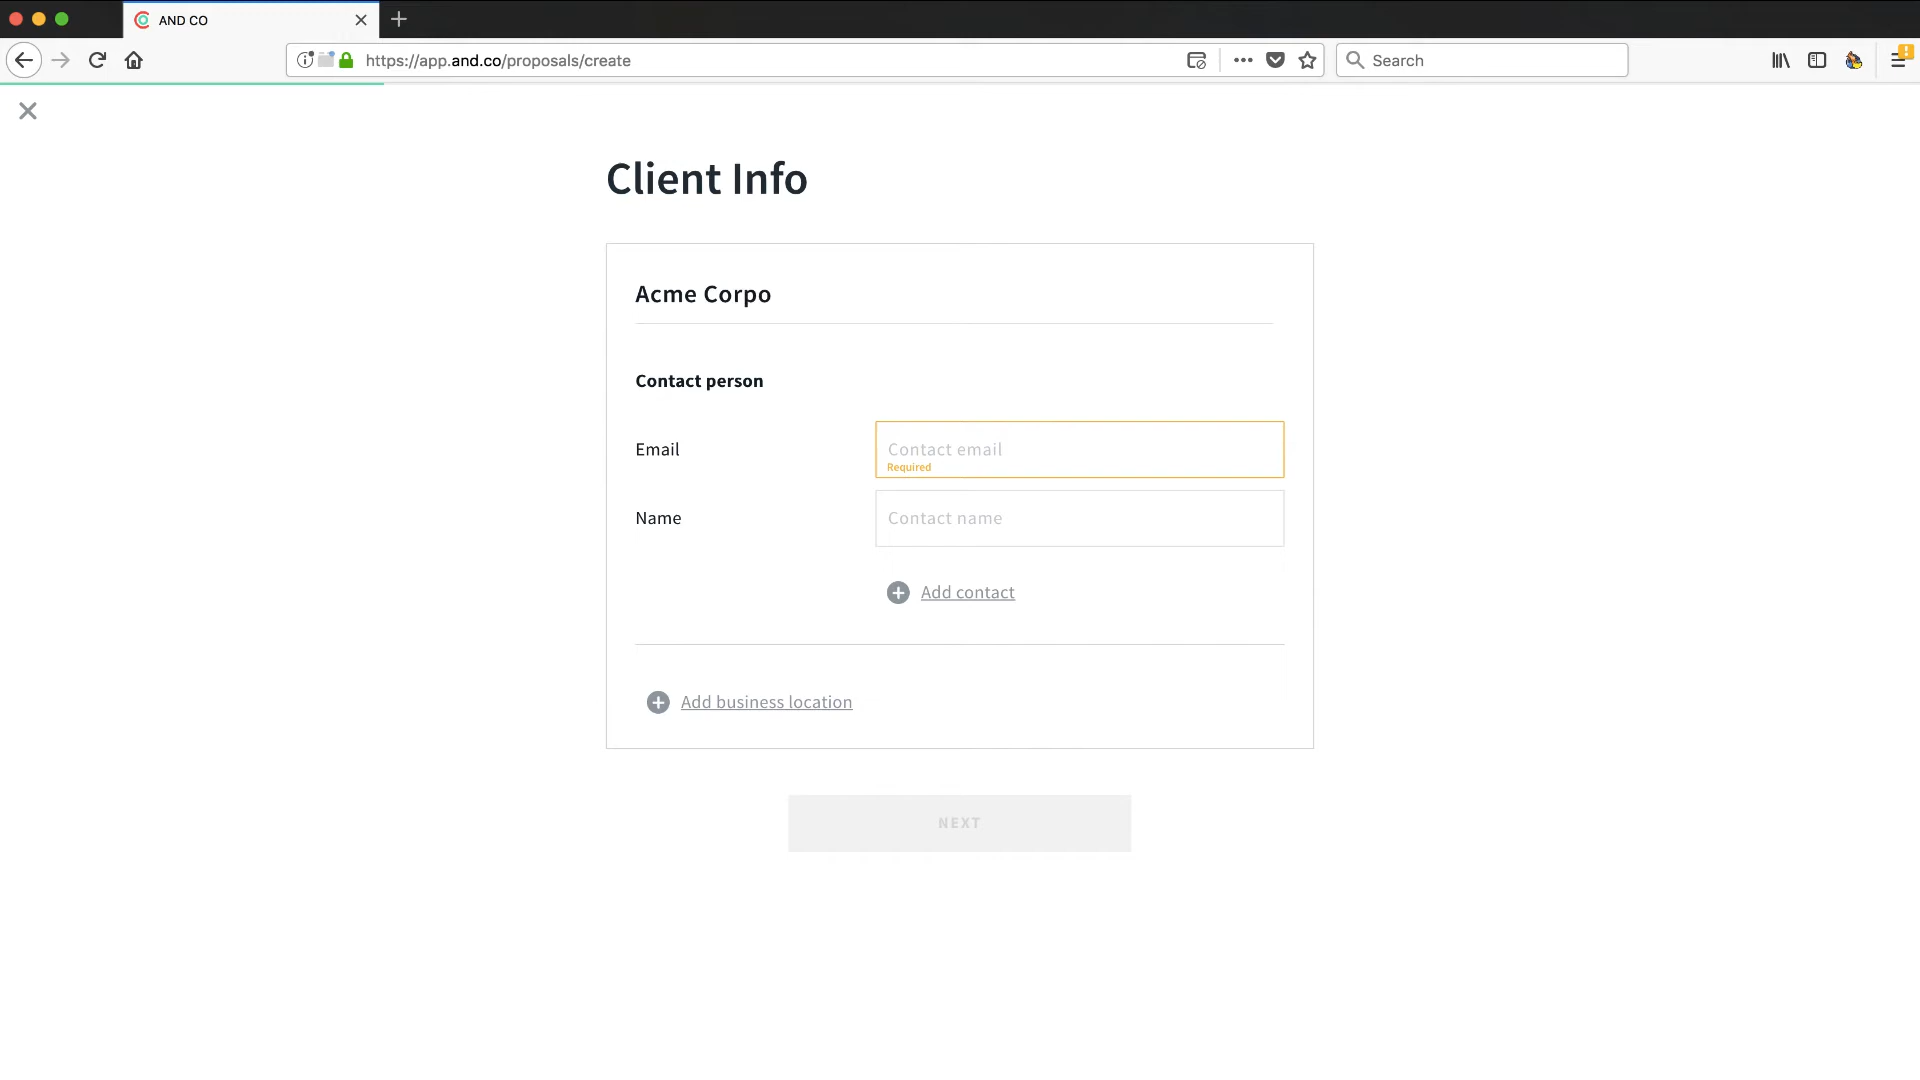 AND CO
https://app.and.co/proposals/create
Search
Client Info
Acme Corpo
Contact person
Email
Contact email
Required
Name
Contact name
Add contact
Add business location
NEXT